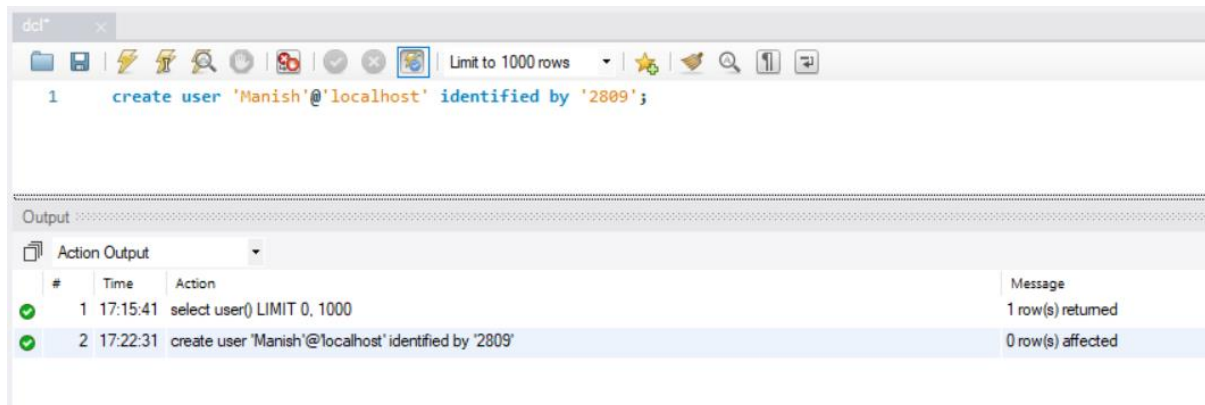 dcl*
Limit to 1000 rows
1 create user 'Manish'@'localhost' identified by '2809';
Output
Action Output
# Time Action Message
1 17:15:41 select user() LIMIT 0, 1000 1 row(s) returned
2 17:22:31 create user 'Manish'@'localhost' identified by '2809' 0 row(s) affected